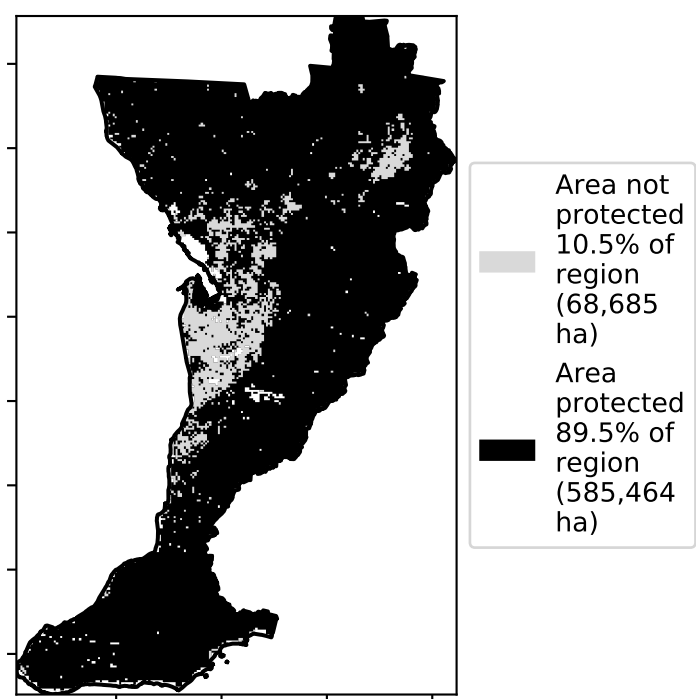 Area not
protected
10.5% of
region
(68,685
ha)
Area
protected
89.5% of
region
(585,464
ha)